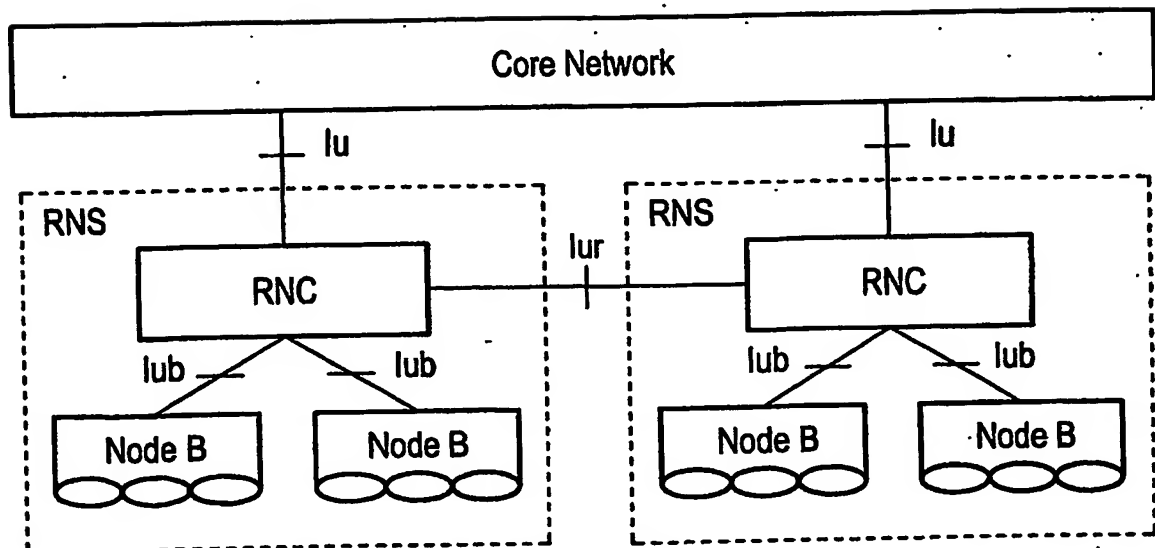 Core Network
Iu
Iu
RNS
RNS
Iur
RNC
RNC
Iub
Iub
Iub
Iub
Node B
Node B
Node B
Node B